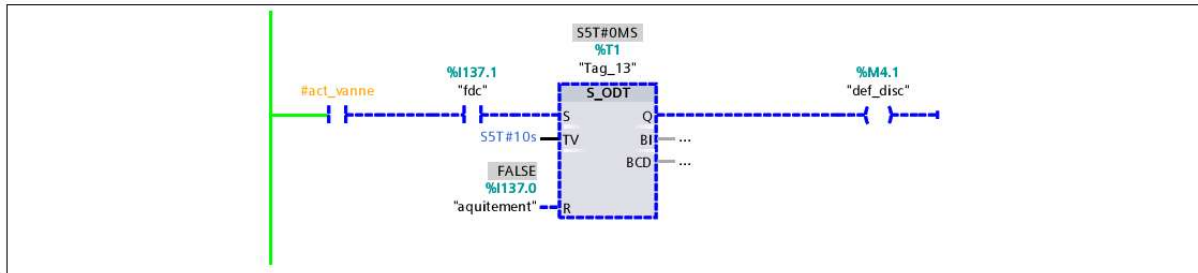 S5T#0MS
%T1
"Tag_13"
S_ODT
#act_vanne
%I137.1
"fdc"
S
Q
%M4.1
"def_disc"
S5T#10s
TV
BI
...
BCD
...
FALSE
%I137.0
"aquitement"
R